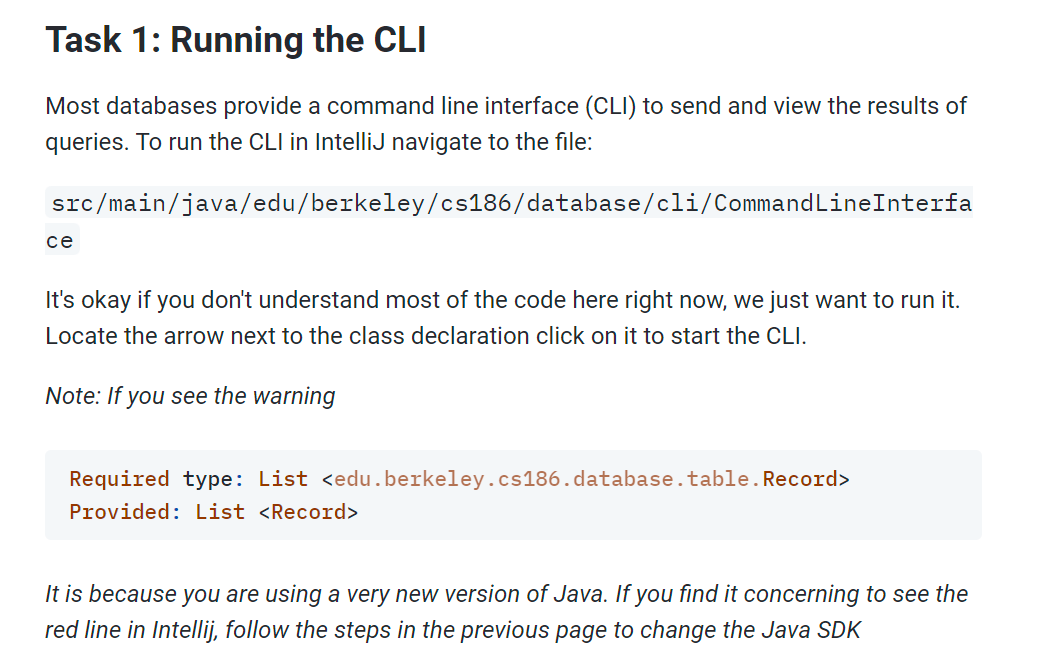 Task 1: Running the CLI
Most databases provide a command line interface (CLI) to send and view the results of
queries. To run the CLI in IntelliJ navigate to the file:
src/main/java/edu/berkeley/cs186/database/cli/CommandLineInterfa
ce
It's okay if you don't understand most of the code here right now, we just want to run it.
Locate the arrow next to the class declaration click on it to start the CLI.
Note: If you see the warning
Required type: List <edu.berkeley.cs186.database.table.Record>
Provided: List <Record>
It is because you are using a very new version of Java. If you find it concerning to see the
red line in Intellij, follow the steps in the previous page to change the Java SDK